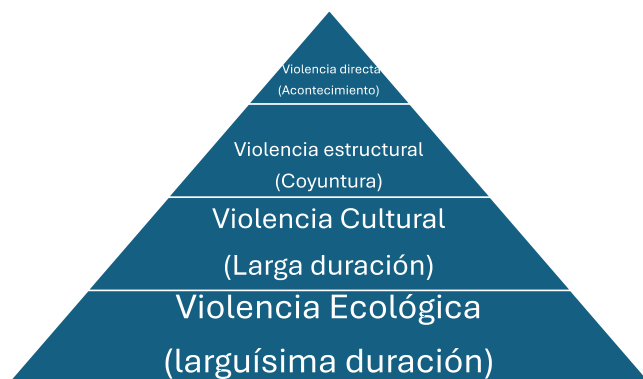 Violencia directa
(Acontecimiento)
Violencia estructural
(Coyuntura)
Violencia Cultural
(Larga duración)
Violencia Ecológica
(larguísima duración)